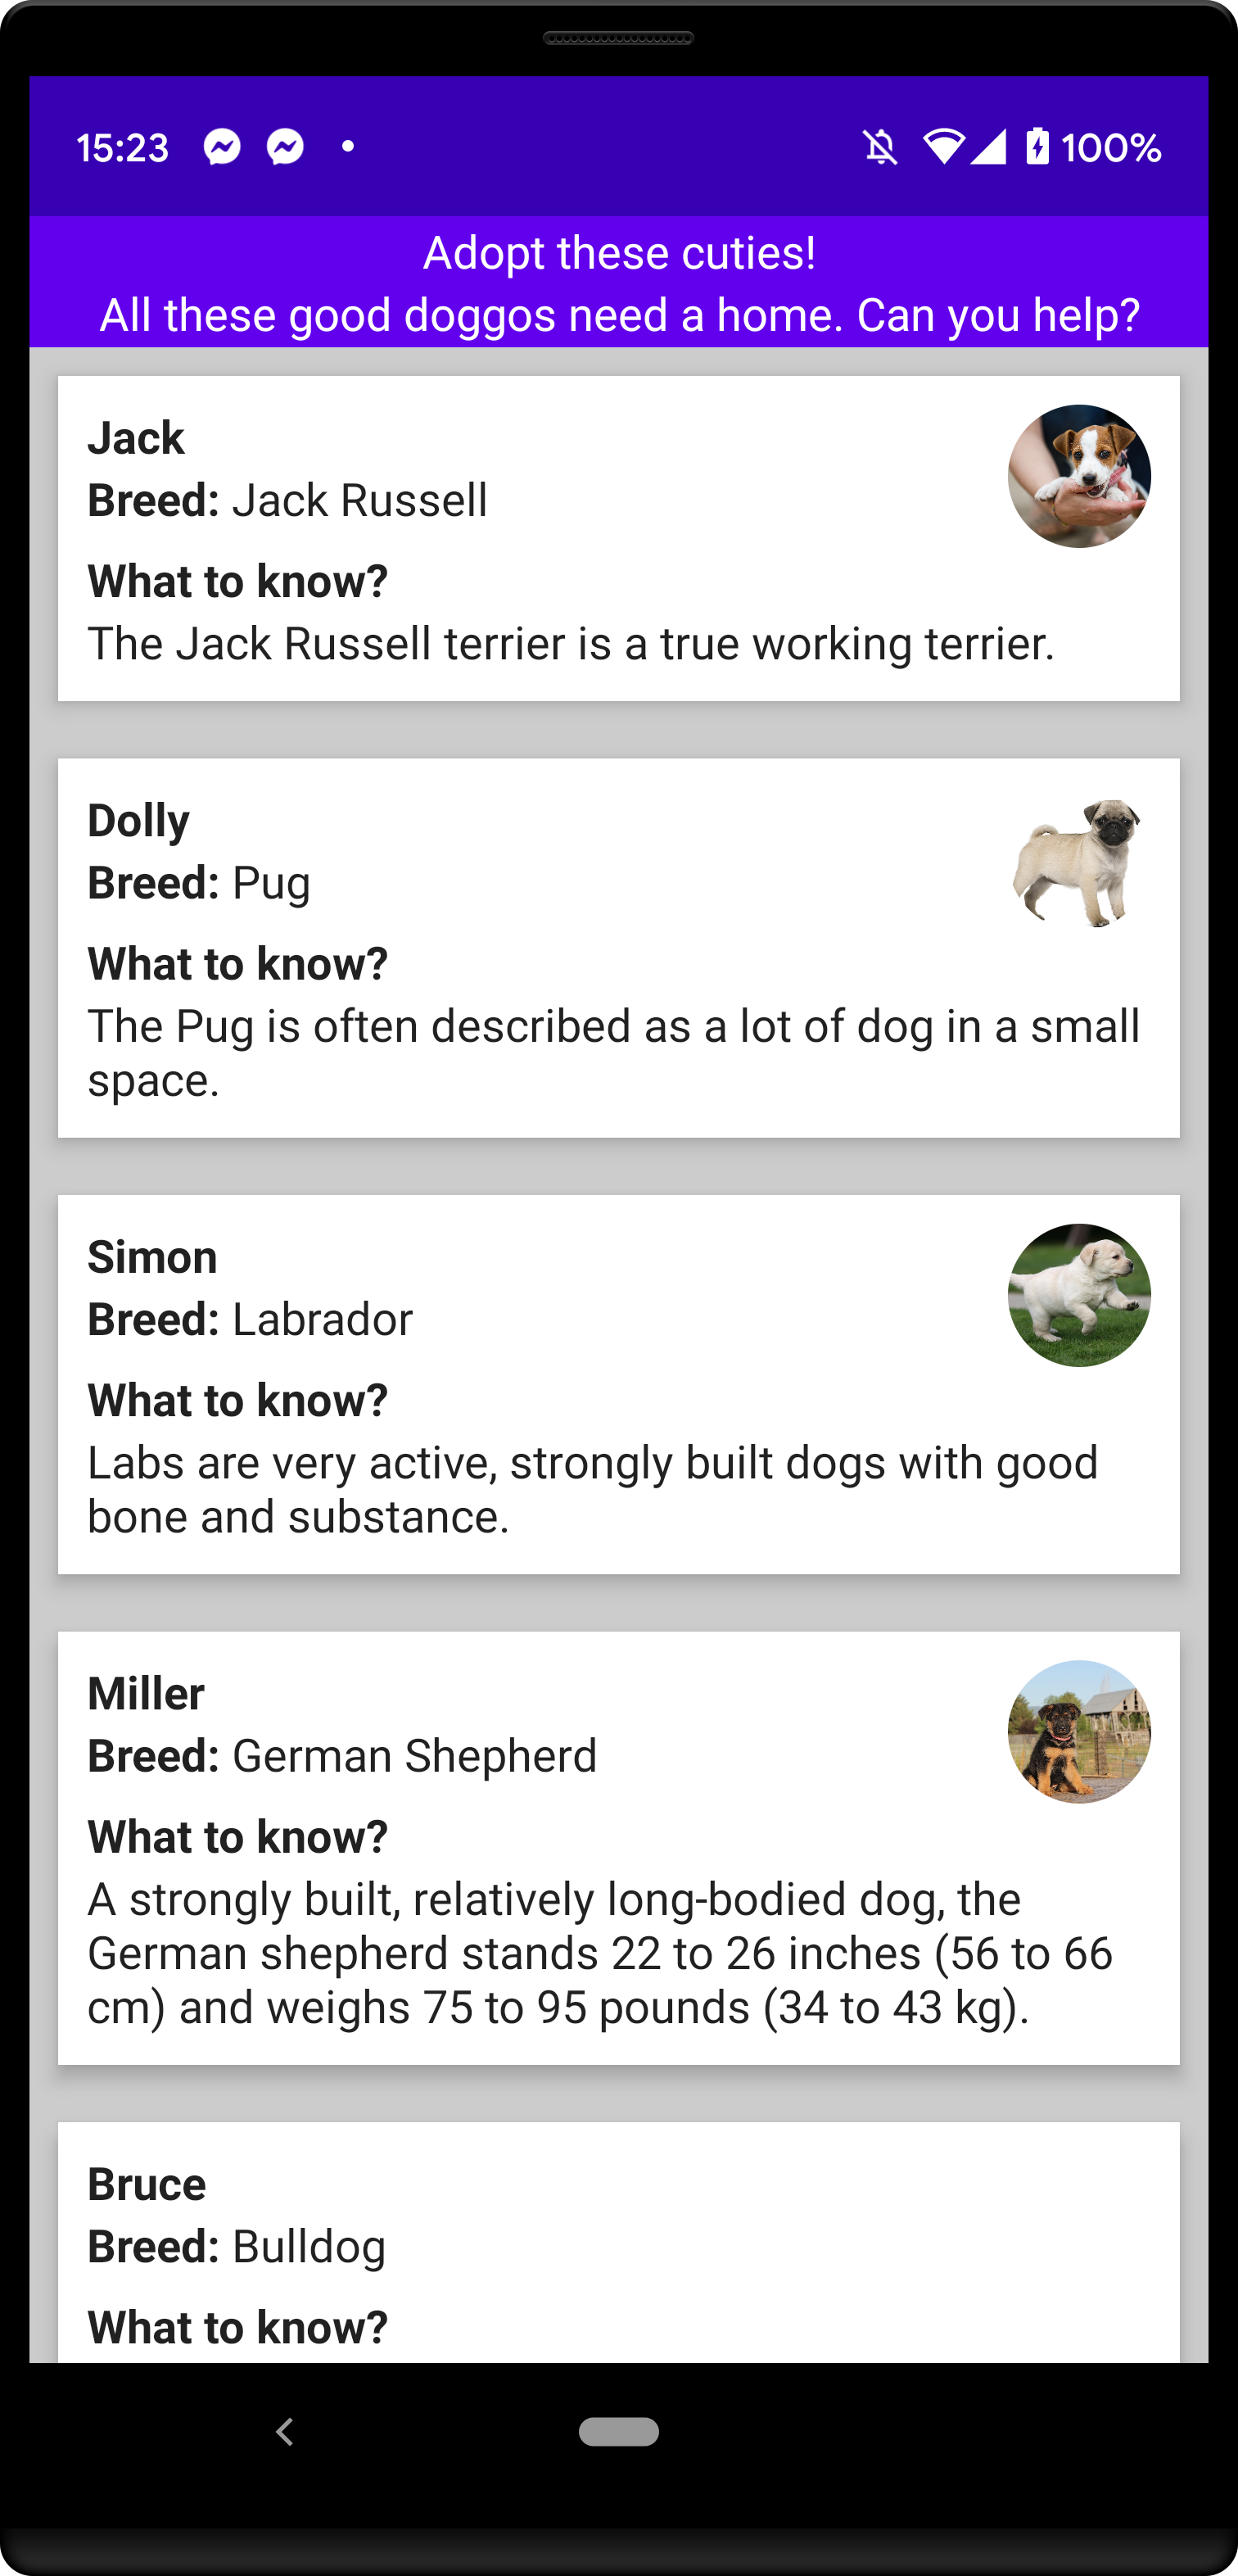 15:23
100%
Adopt these cuties!
All these good doggos need a home. Can you help?
Jack
Breed: Jack Russell
What to know?
The Jack Russell terrier is a true working terrier.
Dolly
Breed: Pug
What to know?
The Pug is often described as a lot of dog in a small
space.
Simon
Breed: Labrador
What to know?
Labs are very active, strongly built dogs with good
bone and substance.
Miller
Breed: German Shepherd
What to know?
A strongly built, relatively long-bodied dog, the
German shepherd stands 22 to 26 inches (56 to 66
cm) and weighs 75 to 95 pounds (34 to 43 kg).
Bruce
Breed: Bulldog
What to know?